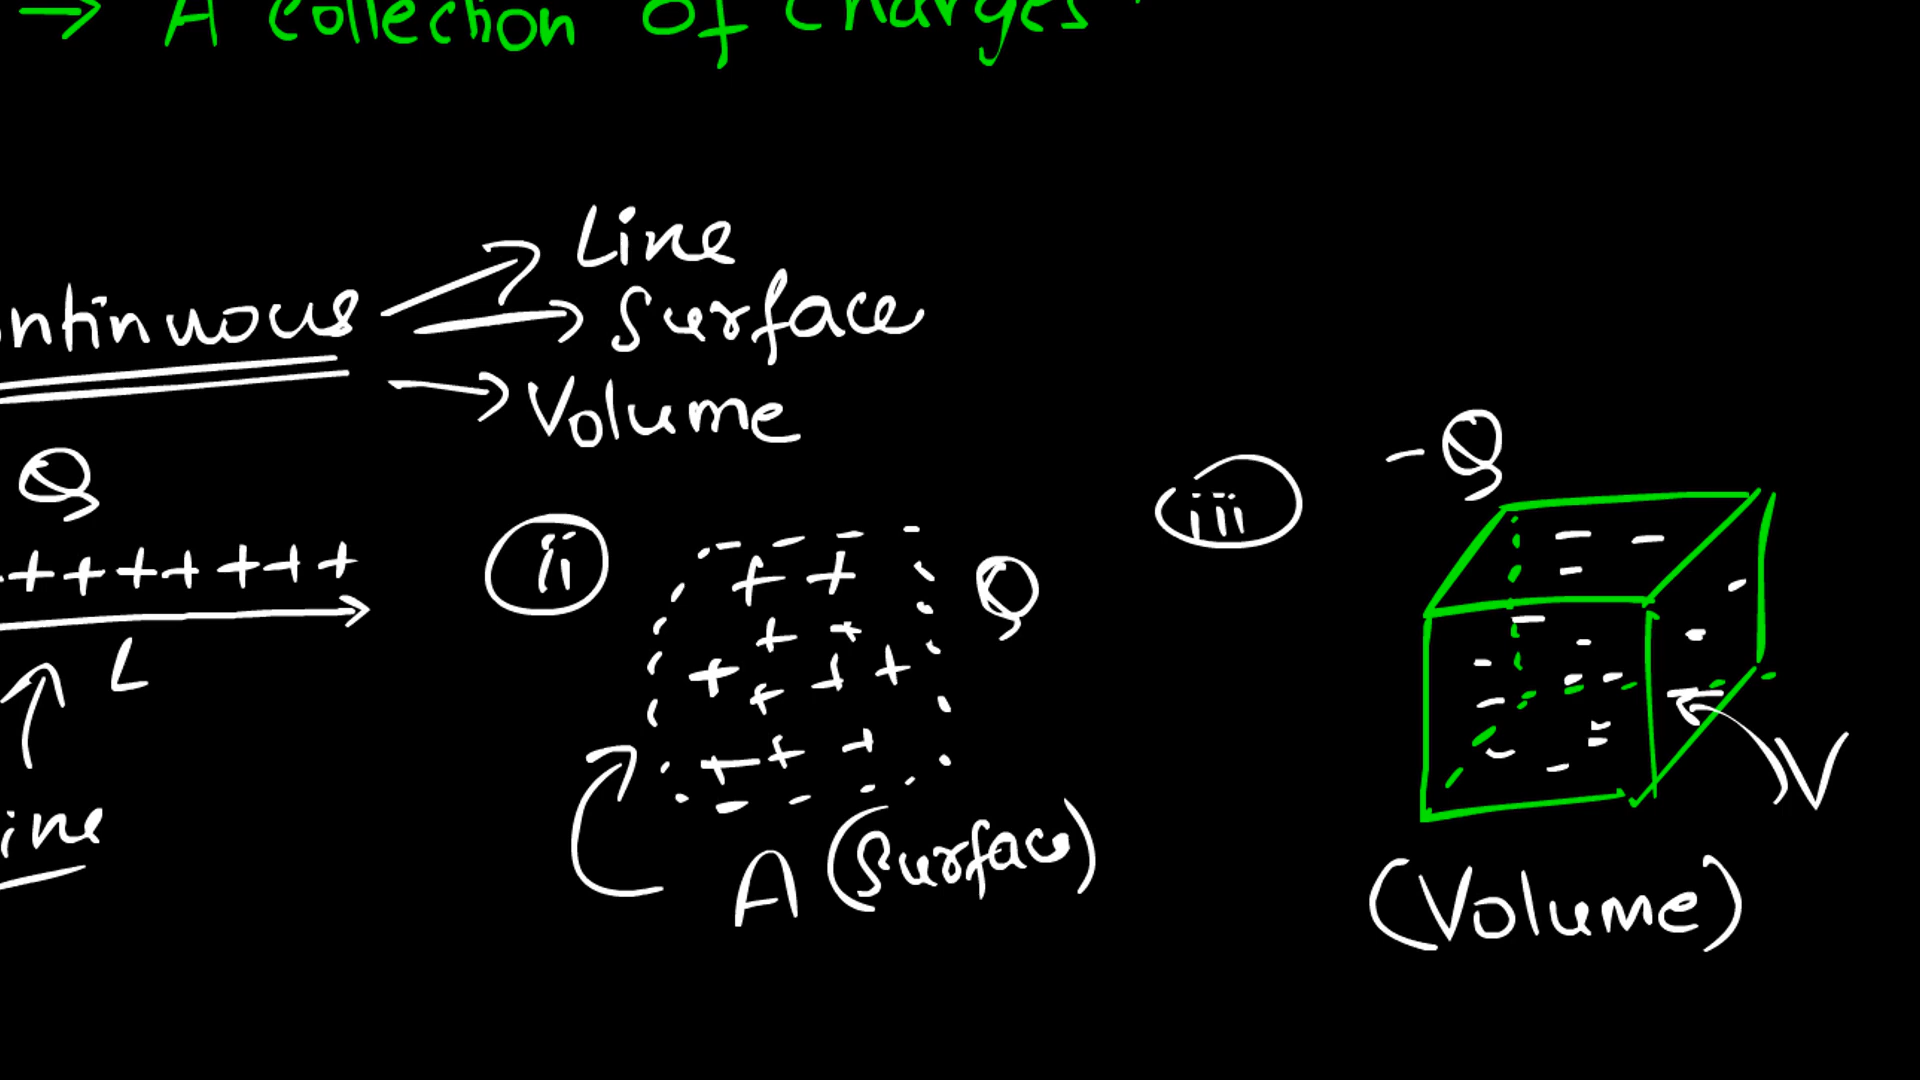 → A collection of charges
ntinuous → Line
→ Surface
→ Volume
Q
+ + + + + + +
L
ine
ii
Q
A (Surface)
iii
-Q
V
(Volume)